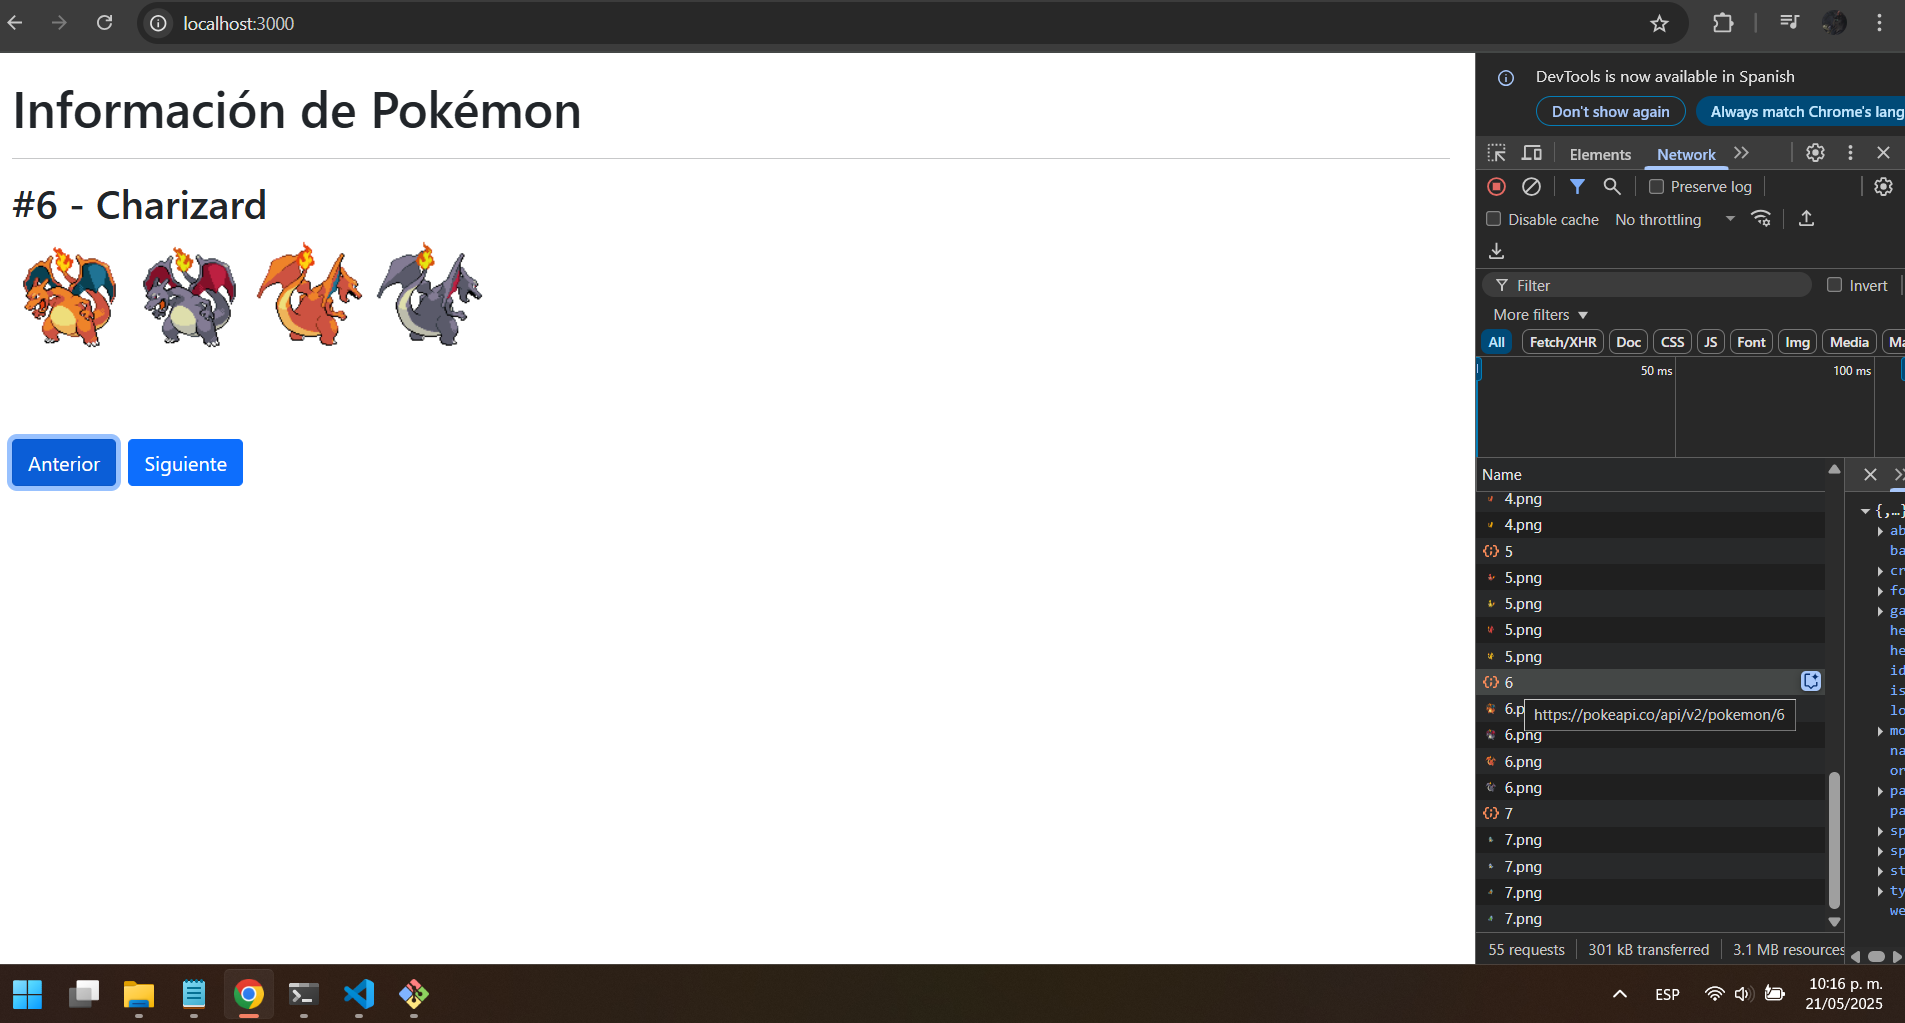 localhost:3000
Información de Pokémon
#6 - Charizard
Anterior
Siguiente
DevTools is now available in Spanish
Don't show again
Always match Chrome's lang
Elements
Network
Preserve log
Disable cache
No throttling
Filter
Invert
More filters
All
Fetch/XHR
Doc
CSS
JS
Font
Img
Media
Ma
50 ms
100 ms
Name
4.png
4.png
5
5.png
5.png
5.png
5.png
6
6.p
https://pokeapi.co/api/v2/pokemon/6
6.png
6.png
6.png
7
7.png
7.png
7.png
7.png
{,…}
ab
ba
cr
fo
ga
he
he
id
is
lo
mo
na
or
pa
pa
sp
sp
st
ty
we
55 requests
301 kB transferred
3.1 MB resources
ESP
10:16 p. m.
21/05/2025